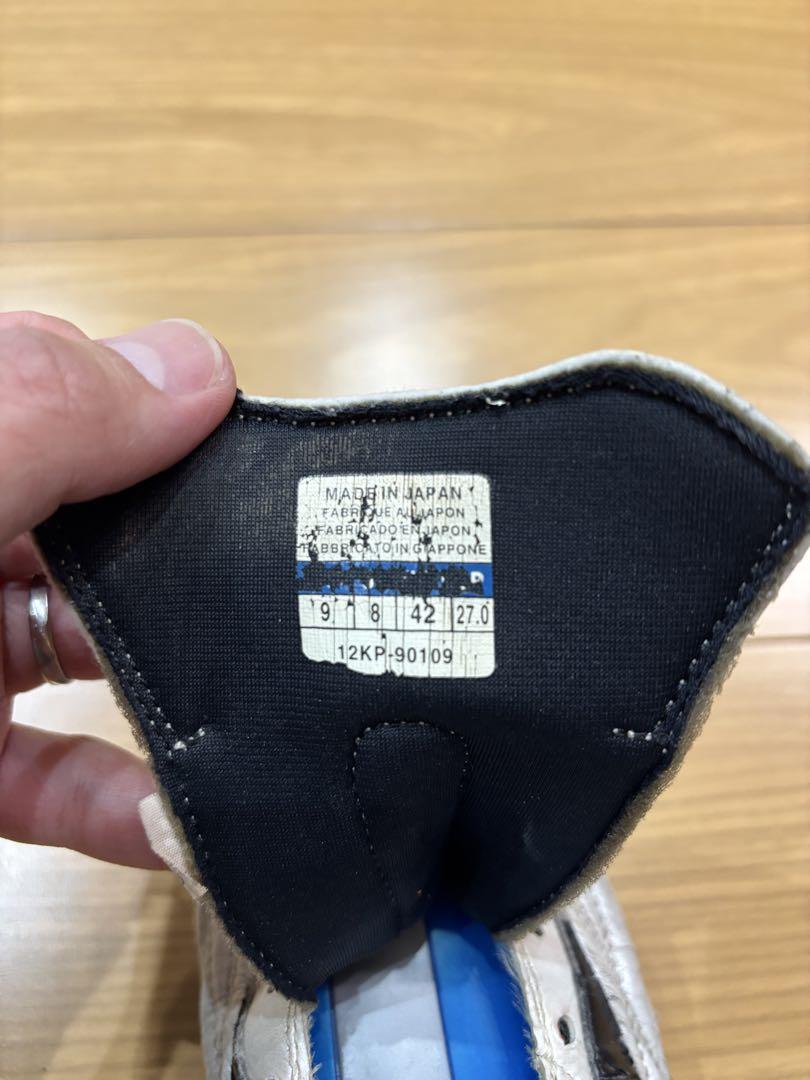 MADE IN JAPAN
FABRIQUE AU JAPON
FABRICADO EN JAPON
FABBRICATO IN GIAPPONE
9 8 42 27.0
12KP-90109